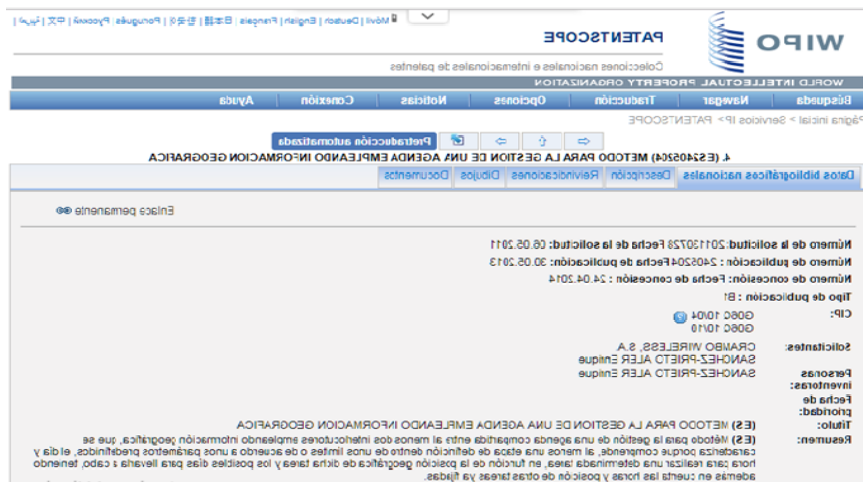 Móvil | Deutsch | English | Français | 日本語 | 한국어 | Português | Русский | 中文 | العربية |
WIPO
PATENTSCOPE
Colecciones nacionales e internacionales de patentes
WORLD INTELLECTUAL PROPERTY ORGANIZATION
Búsqueda Navegar Traducción Opciones Noticias Conexión Ayuda
Página inicial > Servicios IP > PATENTSCOPE
Pretraducción automatizada
4. (ES2405204) METODO PARA LA GESTION DE UNA AGENDA EMPLEANDO INFORMACION GEOGRAFICA
Datos bibliográficos nacionales Descripción Reivindicaciones Dibujos Documentos
Enlace permanente
Número de la solicitud: 201130728 Fecha de la solicitud: 06.05.2011
Número de publicación : 2405204 Fecha de publicación: 30.05.2013
Número de concesión: Fecha de concesión : 24.04.2014
Tipo de publicación : B1
CIP: G06C 10/04
G06C 10/10
Solicitantes: CRAMBO WIRELESS, S.A.
SANCHEZ-PRIETO ALER Enrique
Personas inventoras: SANCHEZ-PRIETO ALER Enrique
Fecha de prioridad:
Título: (ES) METODO PARA LA GESTION DE UNA AGENDA EMPLEANDO INFORMACION GEOGRAFICA
Resumen: (ES) Método para la gestión de una agenda compartida entre al menos dos interlocutores empleando información geográfica, que se
caracteriza porque comprende, al menos una etapa de definición dentro de unos límites o de acuerdo a unos parámetros predefinidos, el día y
hora para realizar una determinada tarea, en función de la posición geográfica de dicha tarea y los posibles días para llevarla a cabo, teniendo
además en cuenta las horas y posición de otras tareas ya fijadas.